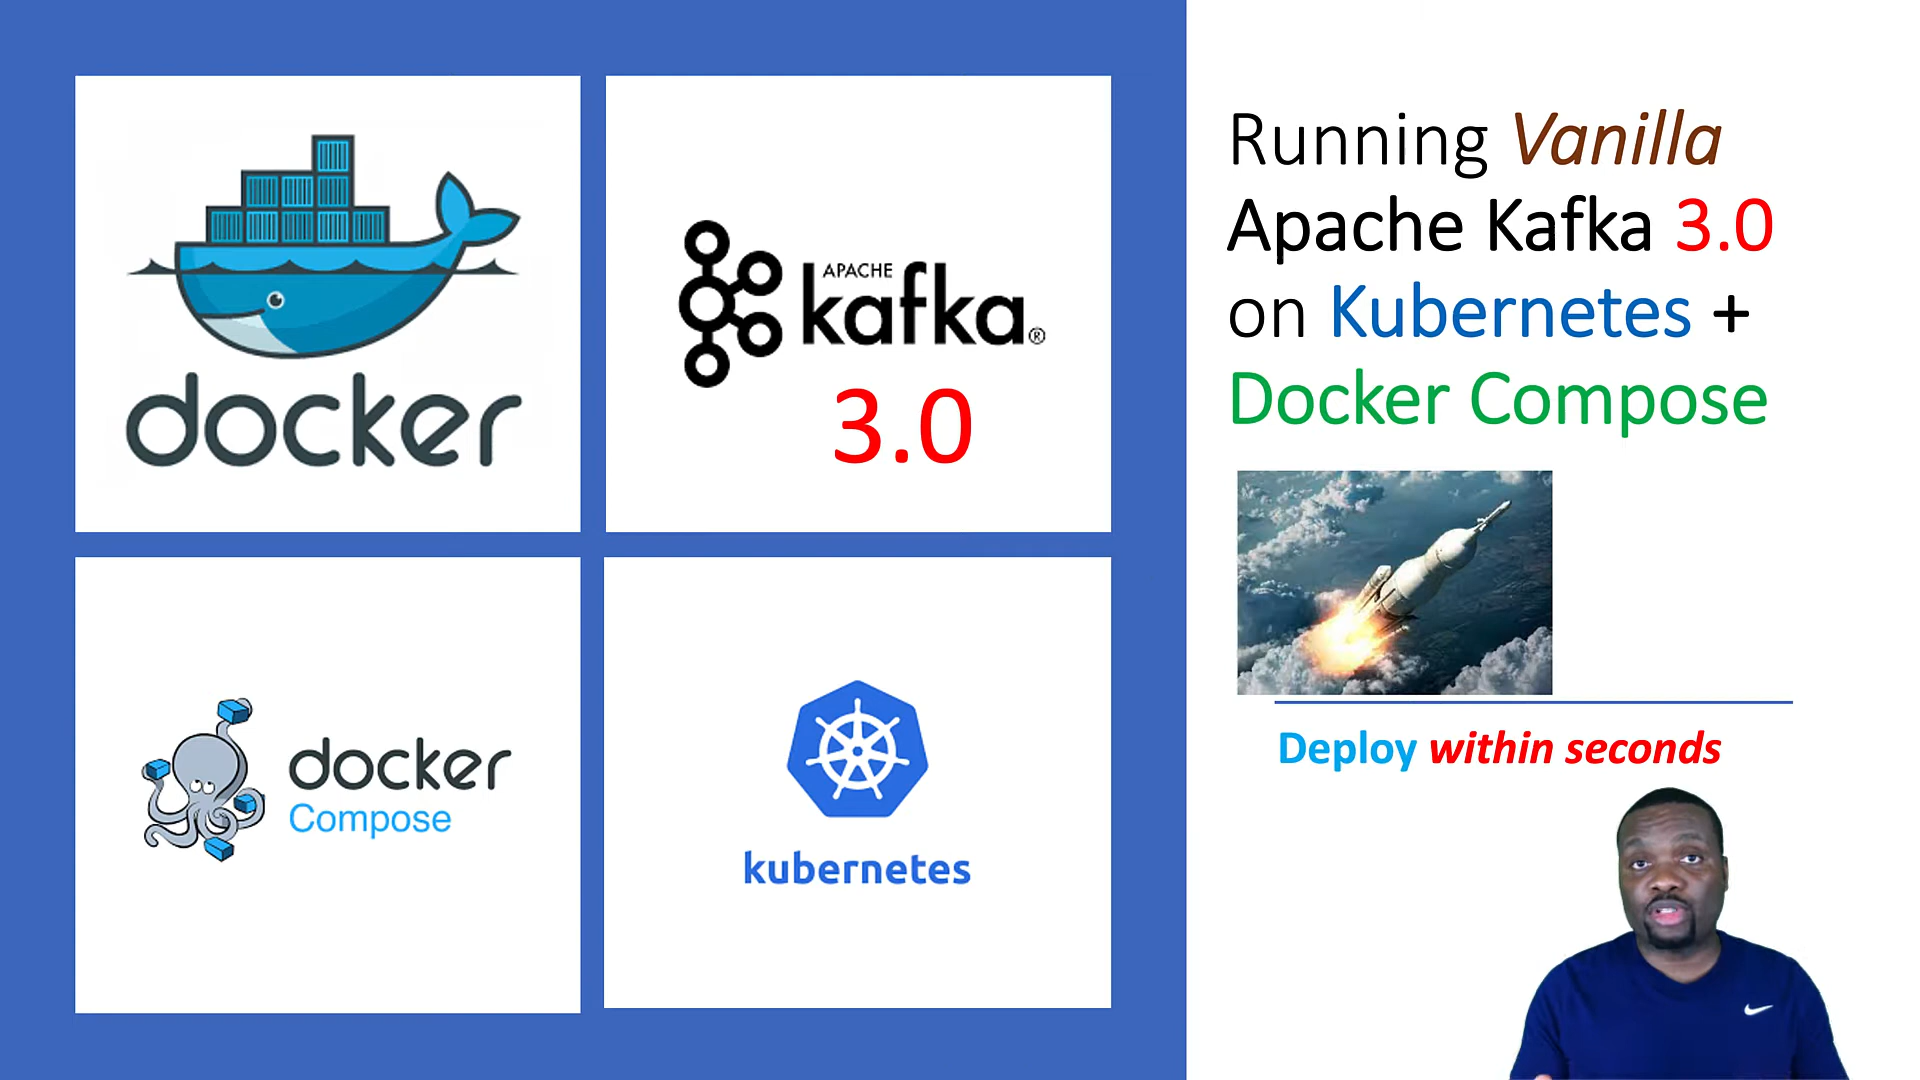 docker
APACHE
kafka®
3.0
docker
Compose
kubernetes
Running Vanilla
Apache Kafka 3.0
on Kubernetes +
Docker Compose
Deploy within seconds